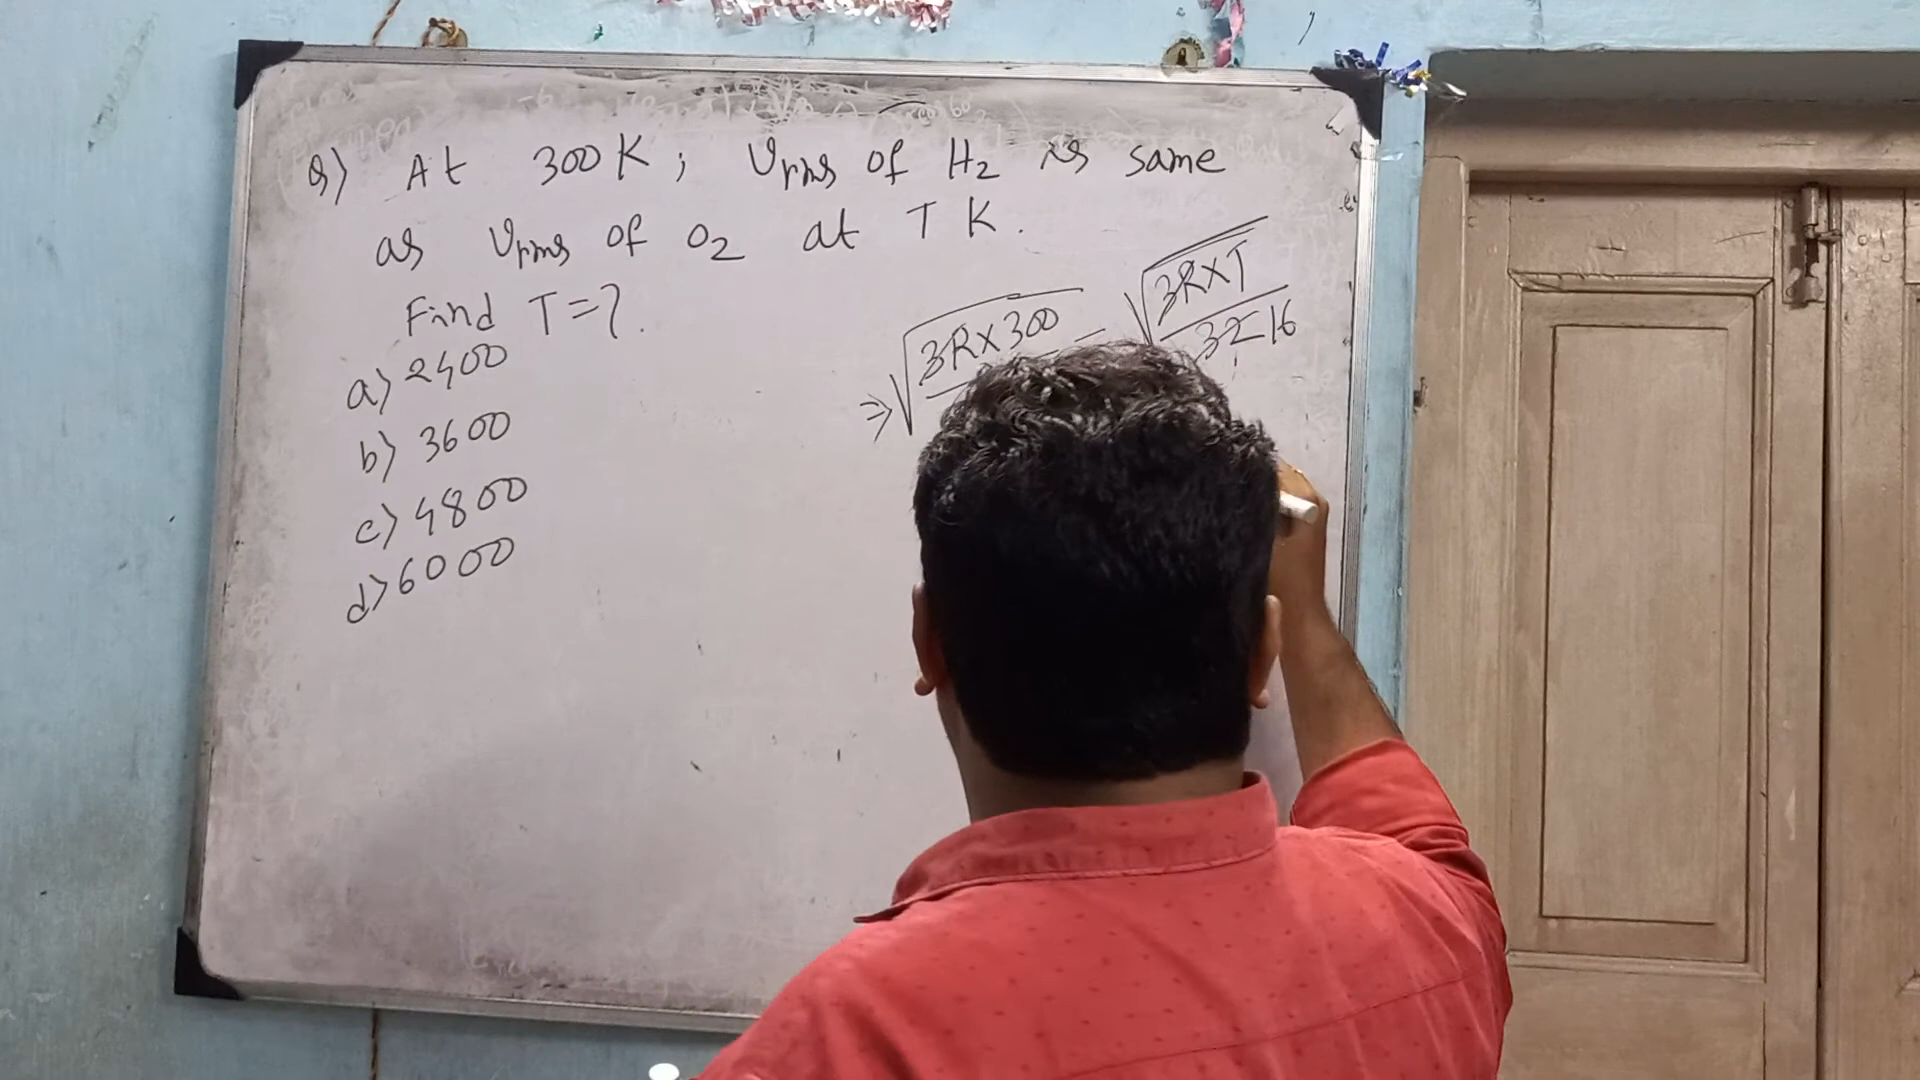 Q) At 300 K ; Vrms of H2 is same
as Vrms of O2 at T K.
Find T=?.
a) 2400
b) 3600
c) 4800
d) 6000
⇒ √3R×300
√3R×T
32 16